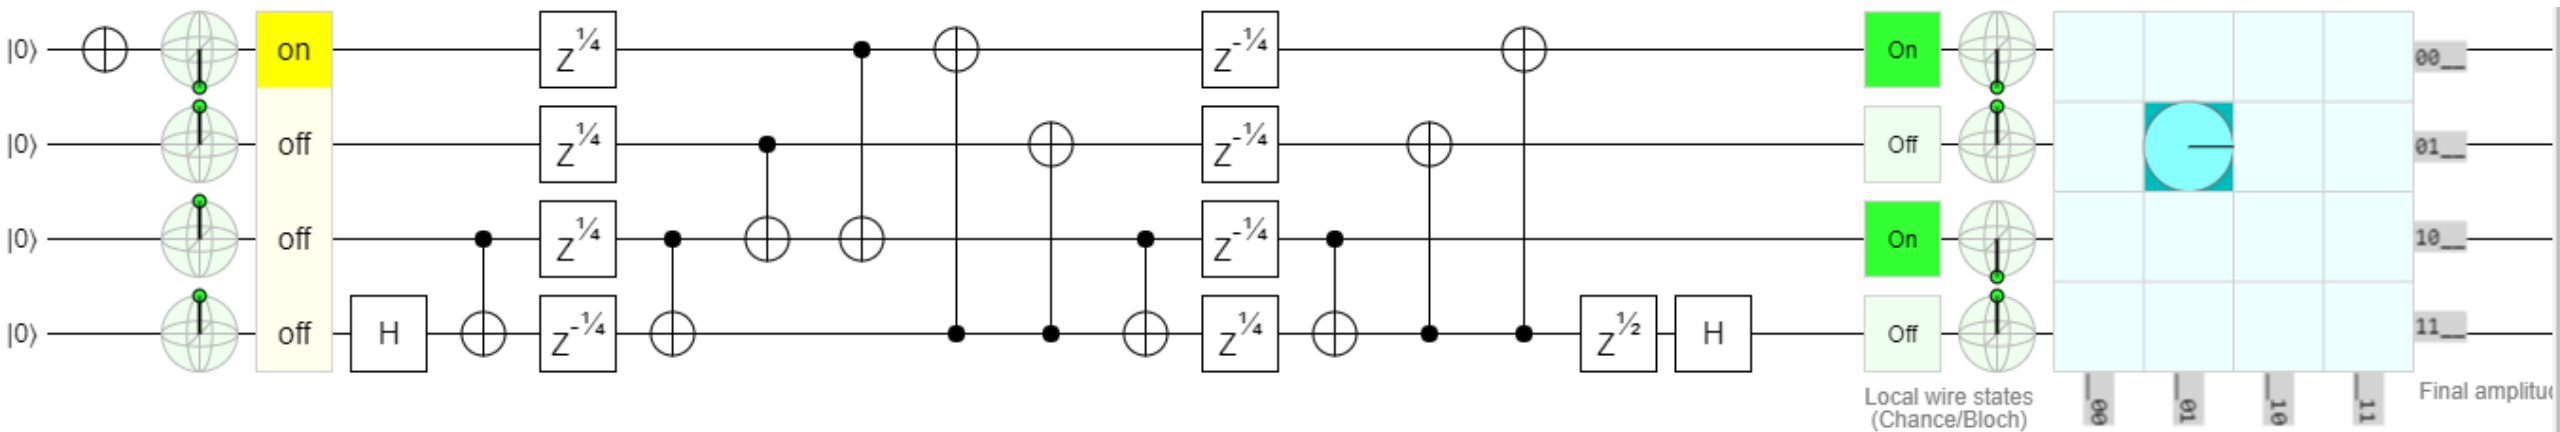 |0⟩ on Z¼ Z⁻¼ On 00__
|0⟩ off Z¼ Z⁻¼ Off 01__
|0⟩ off Z¼ Z⁻¼ On 10__
|0⟩ off H Z⁻¼ Z¼ Z½ H Off 11__
__00 __01 __10 __11
Local wire states
(Chance/Bloch)
Final amplitu